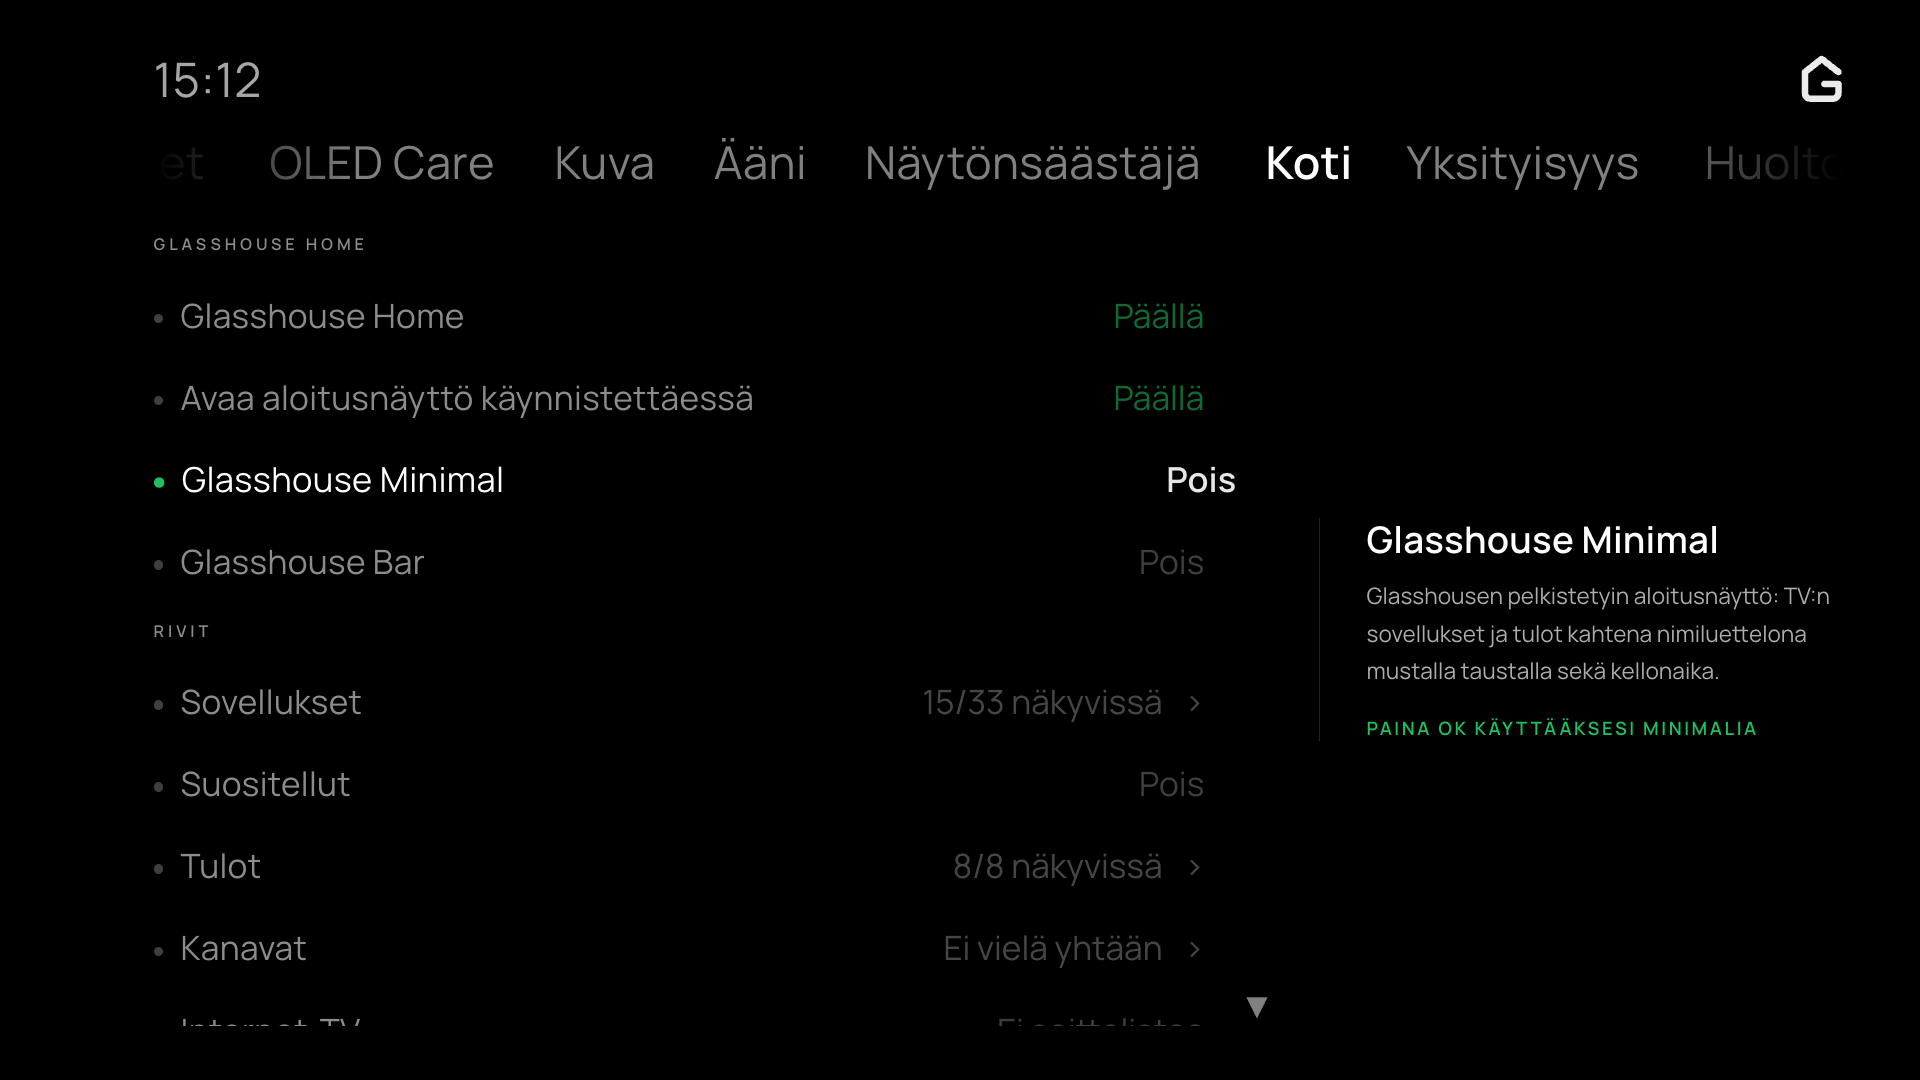 15:12
OLED Care Kuva Ääni Näytönsäästäjä Koti Yksityisyys
GLASSHOUSE HOME
Glasshouse Home Päällä
Avaa aloitusnäyttö käynnistettäessä Päällä
Glasshouse Minimal Pois
Glasshouse Bar Pois
Glasshouse Minimal
Glasshousen pelkistetyin aloitusnäyttö: TV:n
sovellukset ja tulot kahtena nimiluettelona
mustalla taustalla sekä kellonaika.
PAINA OK KÄYTTÄÄKSESI MINIMALIA
RIVIT
Sovellukset 15/33 näkyvissä >
Suositellut Pois
Tulot 8/8 näkyvissä >
Kanavat Ei vielä yhtään >